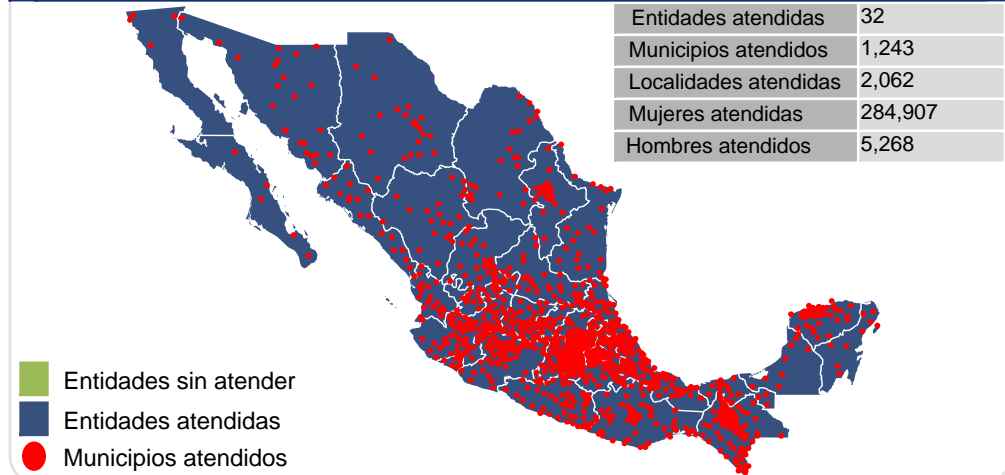 Entidades atendidas 32
Municipios atendidos 1,243
Localidades atendidas 2,062
Mujeres atendidas 284,907
Hombres atendidos 5,268
Entidades sin atender
Entidades atendidas
Municipios atendidos